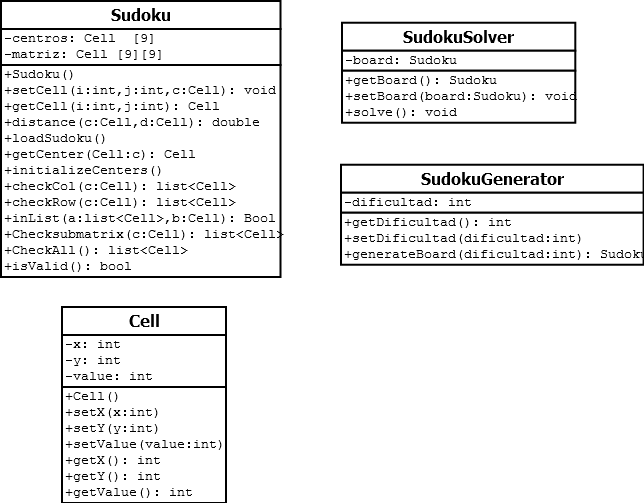 Sudoku
-centros: Cell [9]
-matriz: Cell [9][9]
+Sudoku()
+setCell(i:int,j:int,c:Cell): void
+getCell(i:int,j:int): Cell
+distance(c:Cell,d:Cell): double
+loadSudoku()
+getCenter(Cell:c): Cell
+initializeCenters()
+checkCol(c:Cell): list<Cell>
+checkRow(c:Cell): list<Cell>
+inList(a:list<Cell>,b:Cell): Bool
+Checksubmatrix(c:Cell): list<Cell>
+CheckAll(): list<Cell>
+isValid(): bool
SudokuSolver
-board: Sudoku
+getBoard(): Sudoku
+setBoard(board:Sudoku): void
+solve(): void
SudokuGenerator
-dificultad: int
+getDificultad(): int
+setDificultad(dificultad:int)
+generateBoard(dificultad:int): Sudoku
Cell
-x: int
-y: int
-value: int
+Cell()
+setX(x:int)
+setY(y:int)
+setValue(value:int)
+getX(): int
+getY(): int
+getValue(): int